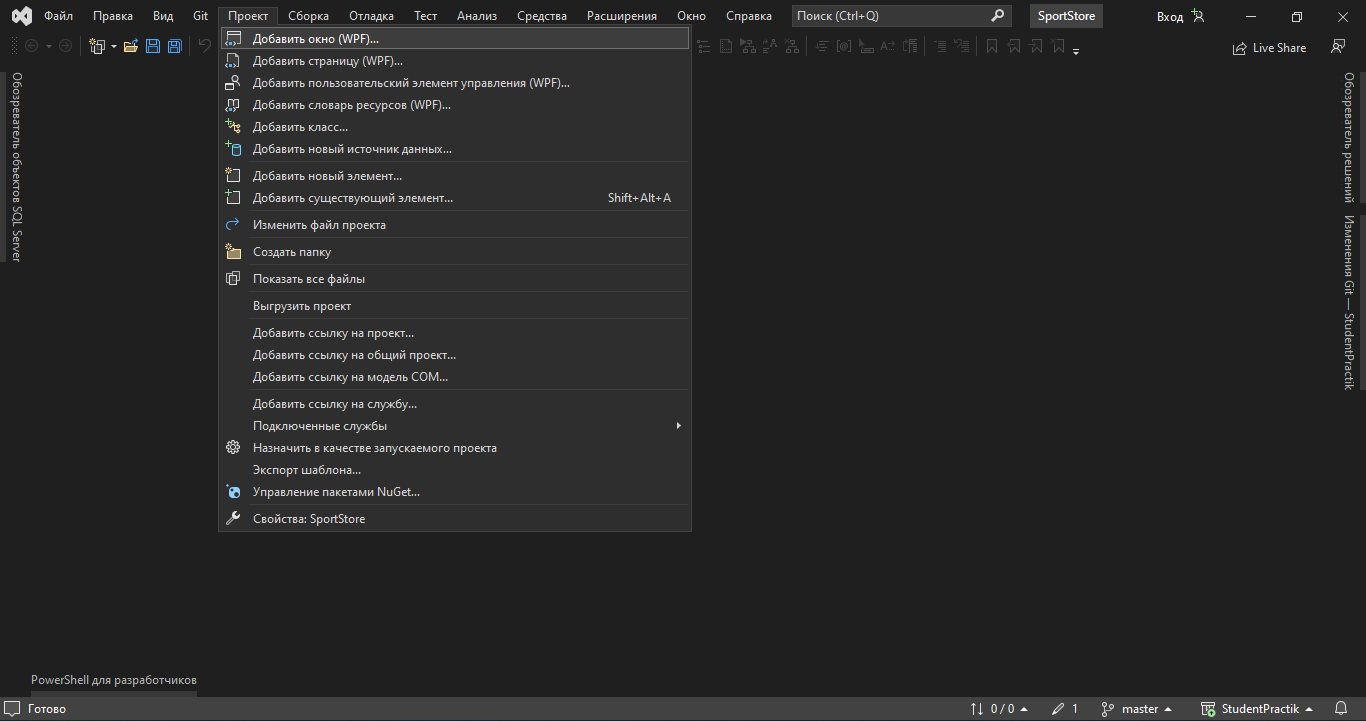 Файл Правка Вид Git Проект Сборка Отладка Тест Анализ Средства Расширения Окно Справка Поиск (Ctrl+Q) SportStore Вход
Live Share
Добавить окно (WPF)...
Добавить страницу (WPF)...
Добавить пользовательский элемент управления (WPF)...
Добавить словарь ресурсов (WPF)...
Добавить класс...
Добавить новый источник данных...
Добавить новый элемент...
Добавить существующий элемент... Shift+Alt+A
Изменить файл проекта
Создать папку
Показать все файлы
Выгрузить проект
Добавить ссылку на проект...
Добавить ссылку на общий проект...
Добавить ссылку на модель COM...
Добавить ссылку на службу...
Подключенные службы
Назначить в качестве запускаемого проекта
Экспорт шаблона...
Управление пакетами NuGet...
Свойства: SportStore
Обозреватель объектов SQL Server
Обозреватель решений
Изменения Git — StudentPractik
PowerShell для разработчиков
Готово 0 / 0 1 master StudentPractik